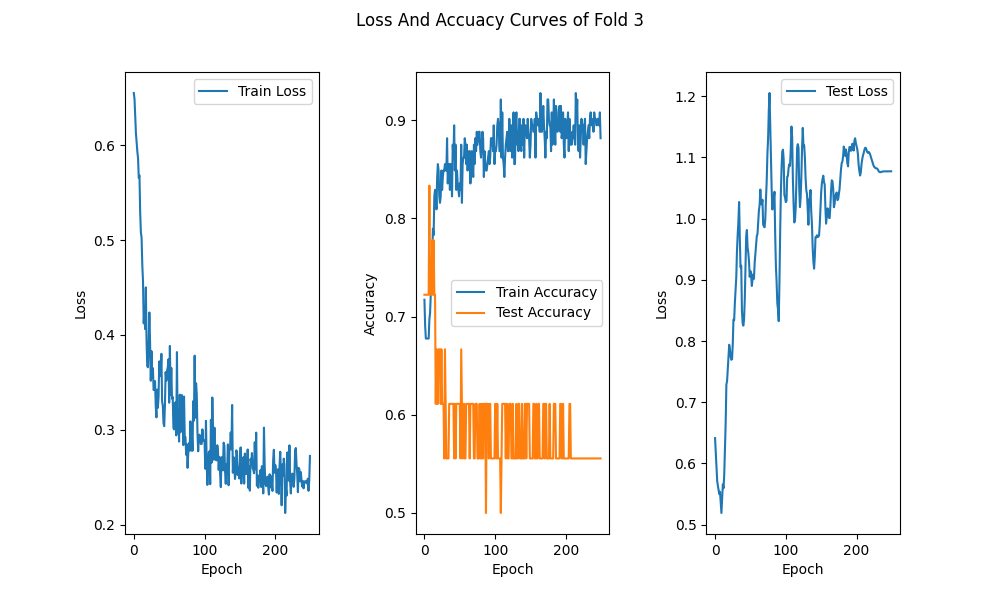 Loss And Accuacy Curves of Fold 3
Train Loss
Loss
0.6
0.5
0.4
0.3
0.2
0
100
200
Epoch
Train Accuracy
Test Accuracy
Accuracy
0.9
0.8
0.7
0.6
0.5
0
100
200
Epoch
Test Loss
Loss
1.2
1.1
1.0
0.9
0.8
0.7
0.6
0.5
0
100
200
Epoch